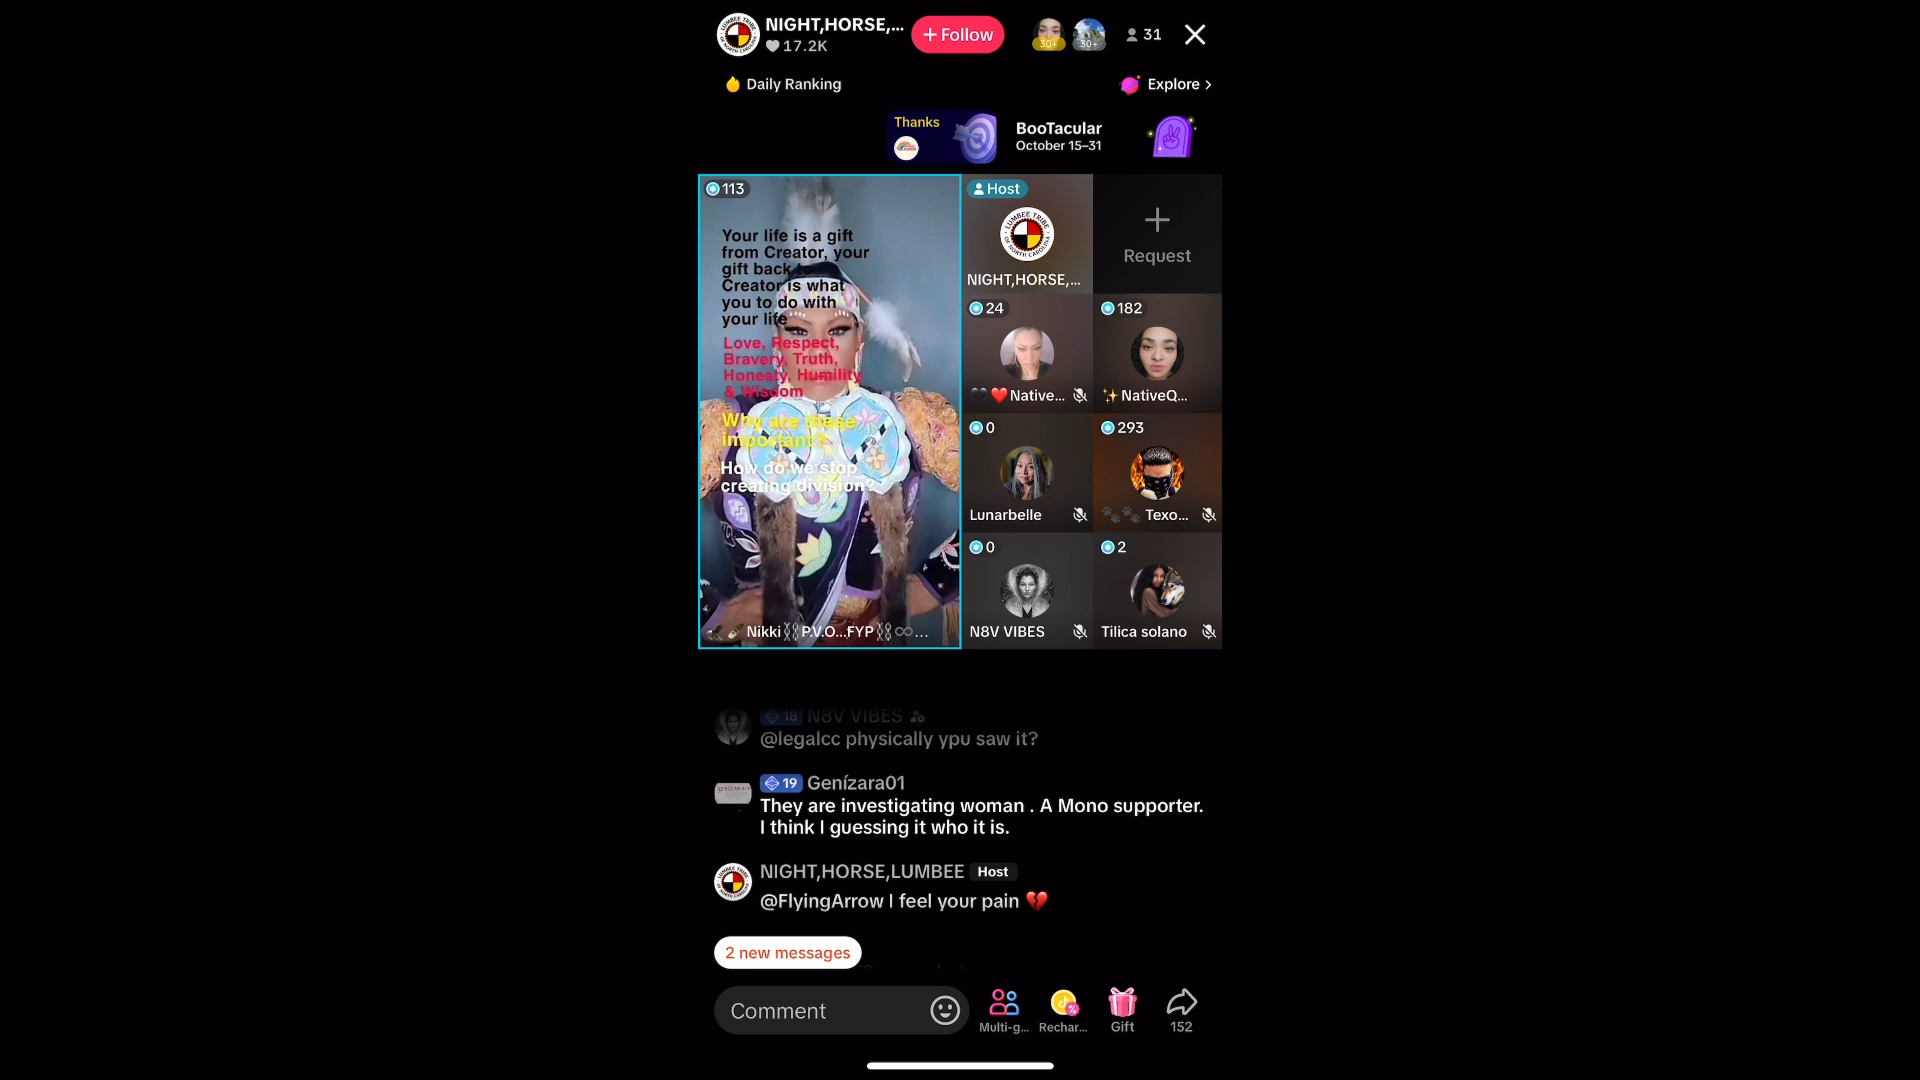 NIGHT,HORSE,...
17.2K
+ Follow
30+
30+
31
Daily Ranking
Explore >
Thanks
BooTacular
October 15–31
113
Your life is a gift
from Creator, your
gift back to
Creator is what
you to do with
your life
Love, Respect,
Bravery, Truth,
Honesty, Humility
& Wisdom
Why are these
important?
How do we stop
creating division?
Nikki⛓P.V.O...FYP⛓∞...
Host
LUMBEE TRIBE
OF NORTH CAROLINA
NIGHT,HORSE,...
+
Request
24
🖤❤️Native...
182
✨NativeQ...
0
Lunarbelle
293
🐾🐾 Texo...
0
N8V VIBES
2
Tilica solano
18 N8V VIBES
@legalcc physically ypu saw it?
19 Genízara01
They are investigating woman . A Mono supporter.
I think I guessing it who it is.
NIGHT,HORSE,LUMBEE Host
@FlyingArrow I feel your pain 💔
2 new messages
Comment
Multi-g...
Rechar...
Gift
152